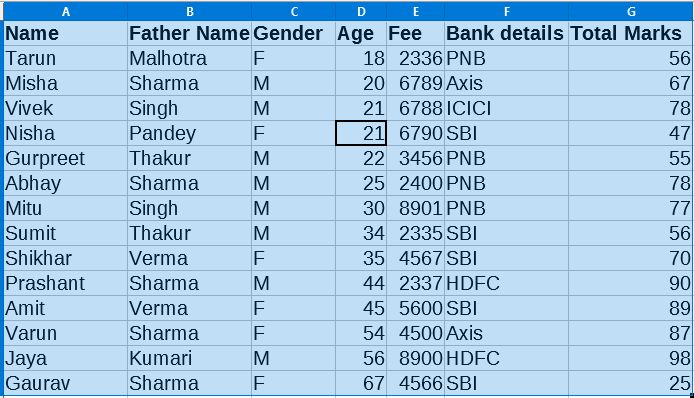 A B C D E F G
Name Father Name Gender Age Fee Bank details Total Marks
Tarun Malhotra F 18 2336 PNB 56
Misha Sharma M 20 6789 Axis 67
Vivek Singh M 21 6788 ICICI 78
Nisha Pandey F 21 6790 SBI 47
Gurpreet Thakur M 22 3456 PNB 55
Abhay Sharma M 25 2400 PNB 78
Mitu Singh M 30 8901 PNB 77
Sumit Thakur M 34 2335 SBI 56
Shikhar Verma F 35 4567 SBI 70
Prashant Sharma M 44 2337 HDFC 90
Amit Verma F 45 5600 SBI 89
Varun Sharma F 54 4500 Axis 87
Jaya Kumari M 56 8900 HDFC 98
Gaurav Sharma F 67 4566 SBI 25